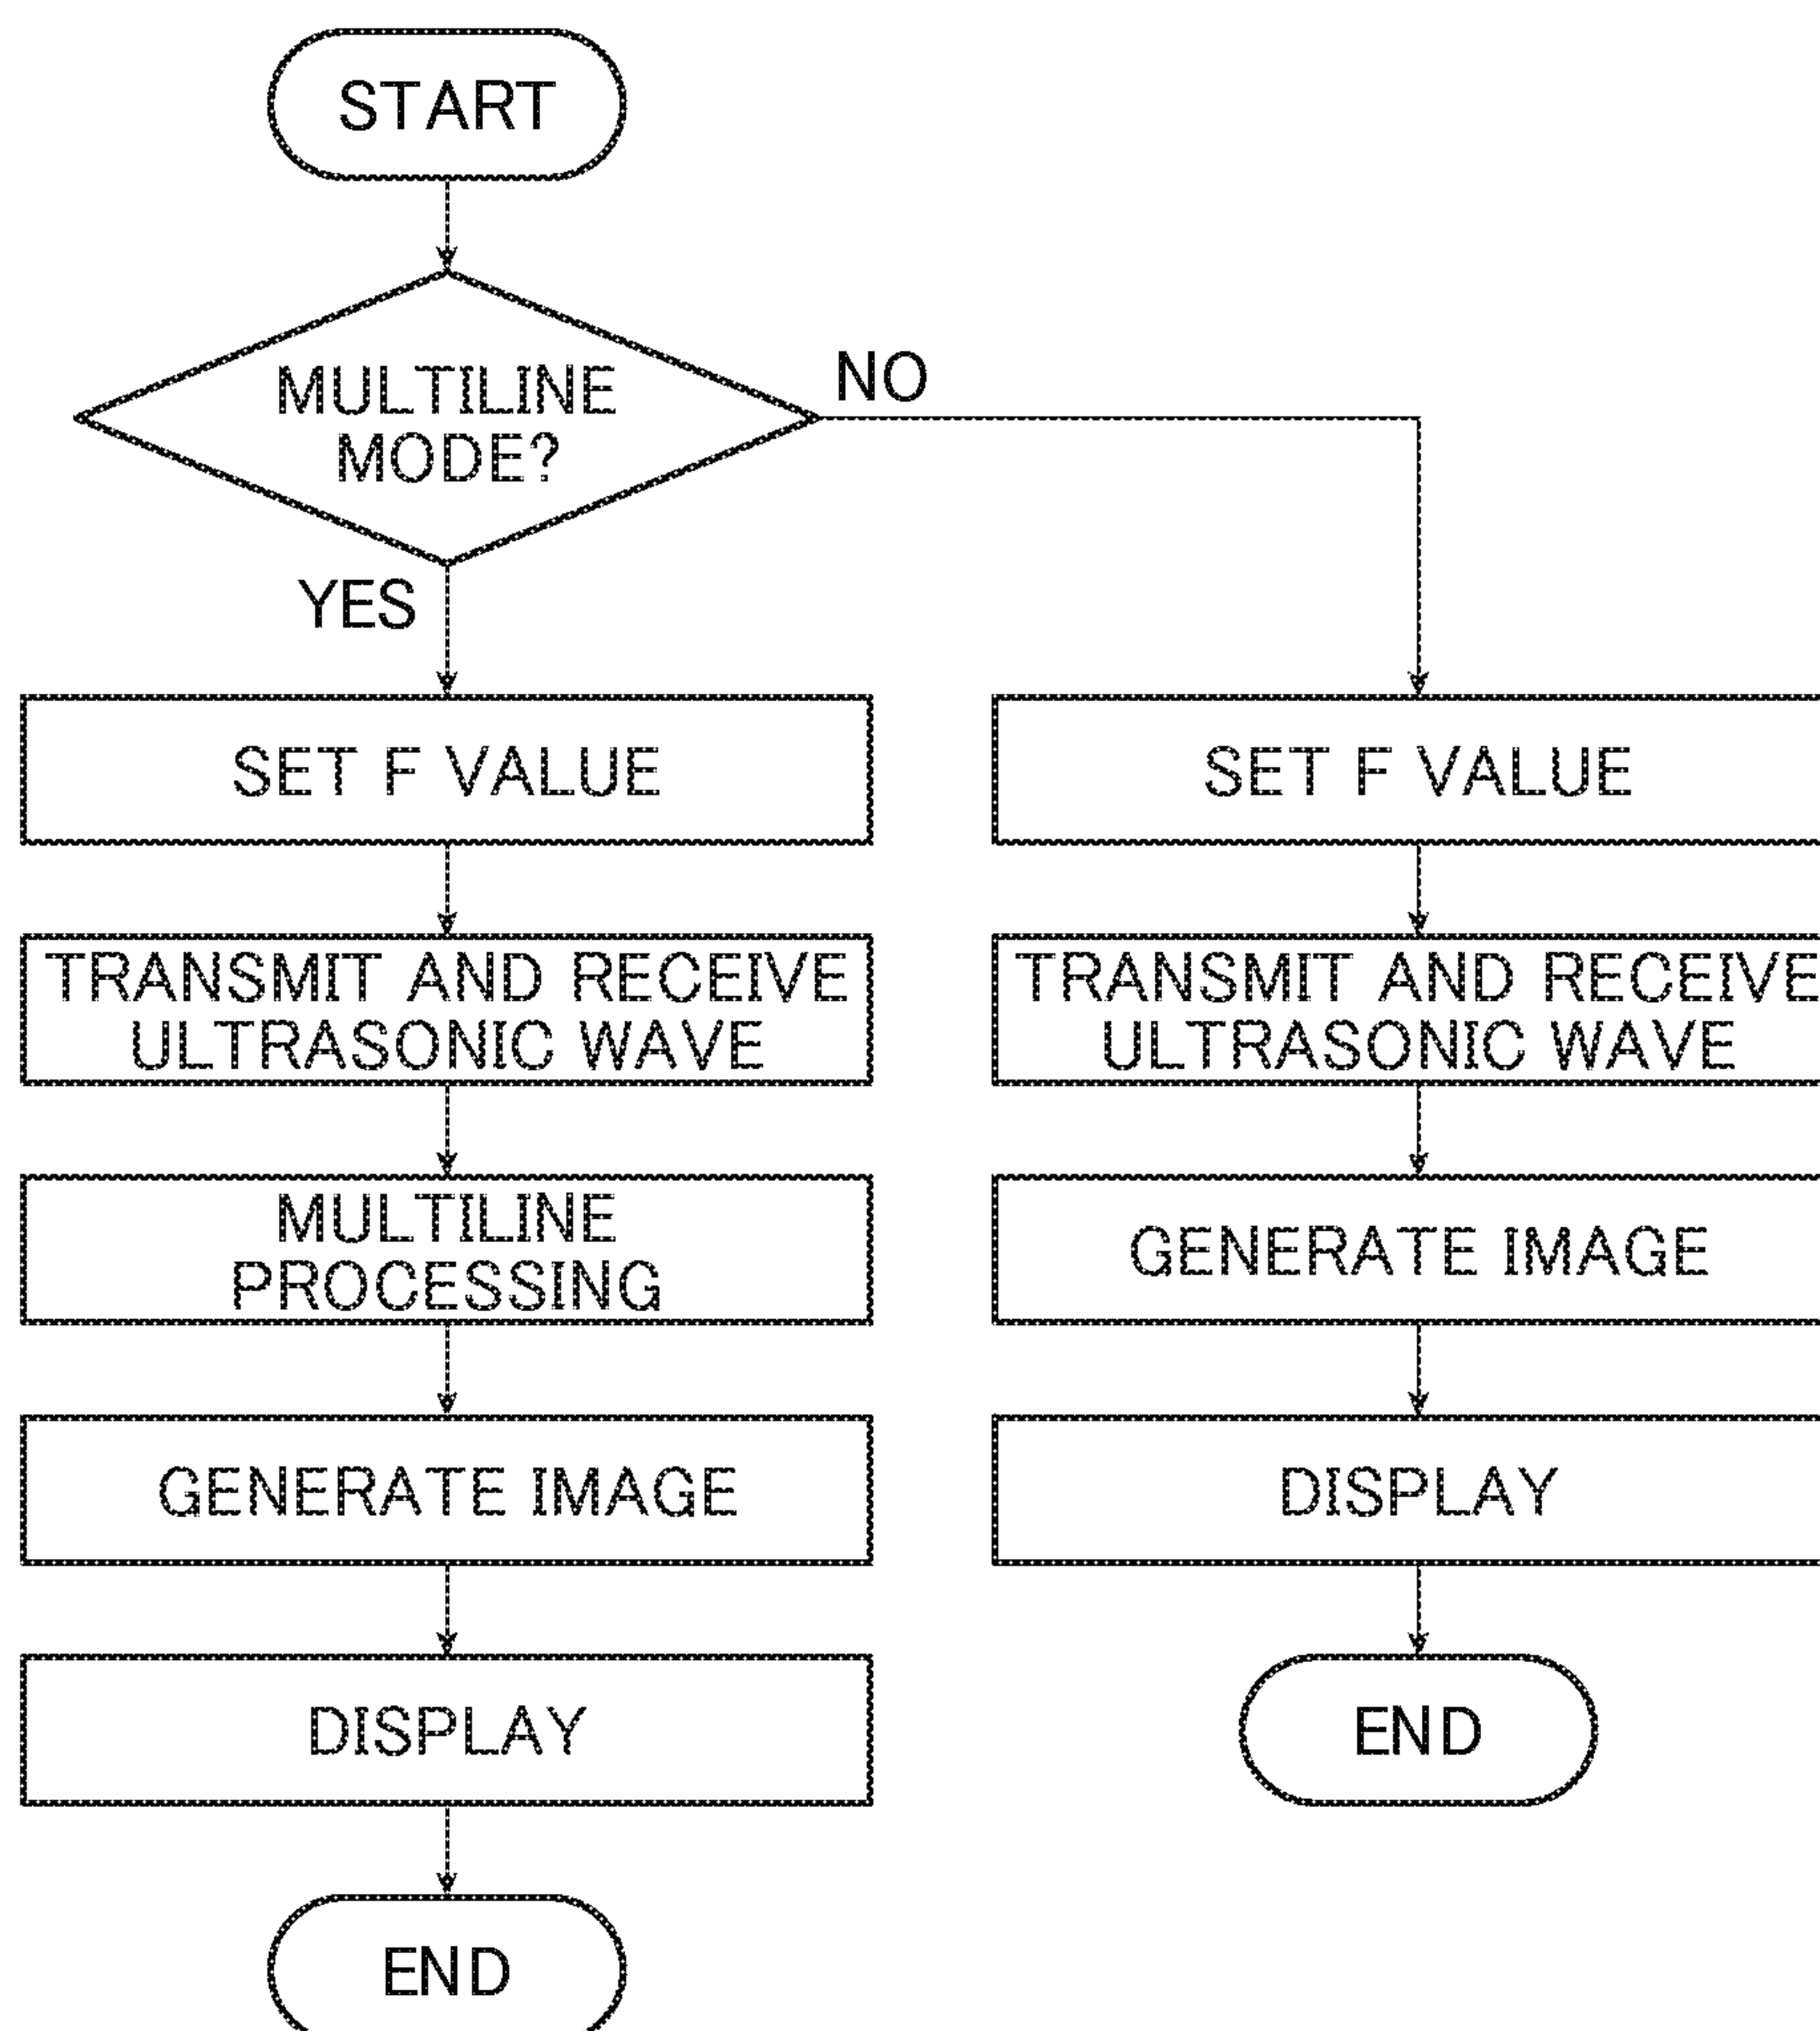 START
MULTILINE
MODE?
NO
YES
SET F VALUE
TRANSMIT AND RECEIVE
ULTRASONIC WAVE
MULTILINE
PROCESSING
GENERATE IMAGE
DISPLAY
END
SET F VALUE
TRANSMIT AND RECEIVE
ULTRASONIC WAVE
GENERATE IMAGE
DISPLAY
END